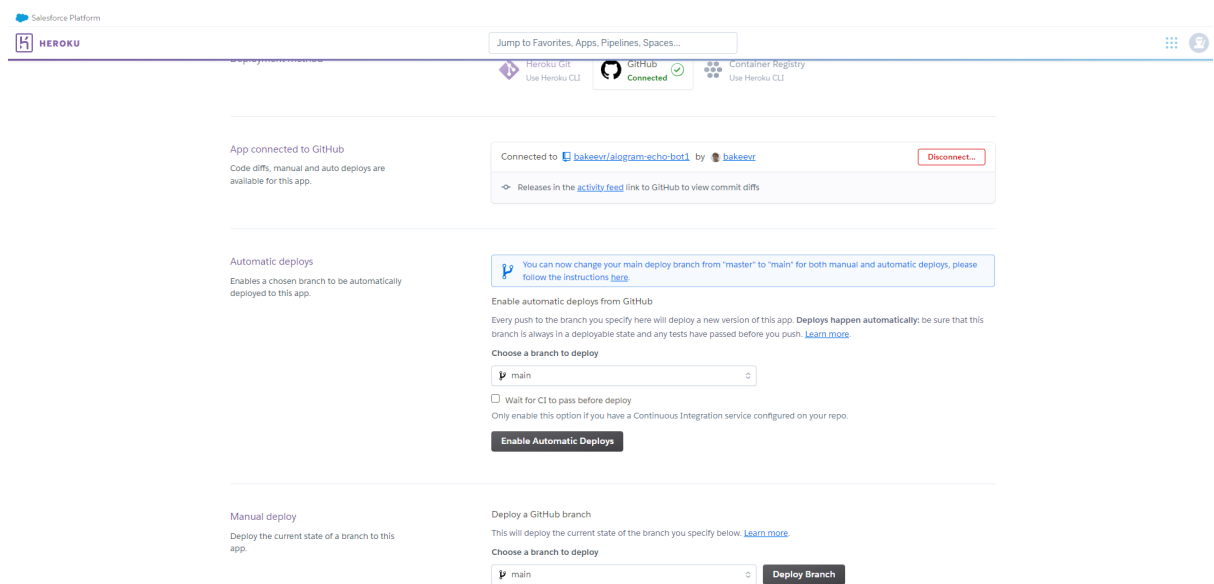 Salesforce Platform
HEROKU
Jump to Favorites, Apps, Pipelines, Spaces...
Deployment method
Heroku Git
Use Heroku CLI
GitHub
Connected
Container Registry
Use Heroku CLI
App connected to GitHub
Code diffs, manual and auto deploys are
available for this app.
Connected to bakeevr/aiogram-echo-bot1 by bakeevr
Disconnect...
Releases in the activity feed link to GitHub to view commit diffs
Automatic deploys
Enables a chosen branch to be automatically
deployed to this app.
You can now change your main deploy branch from "master" to "main" for both manual and automatic deploys, please
follow the instructions here.
Enable automatic deploys from GitHub
Every push to the branch you specify here will deploy a new version of this app. Deploys happen automatically: be sure that this
branch is always in a deployable state and any tests have passed before you push. Learn more.
Choose a branch to deploy
main
Wait for CI to pass before deploy
Only enable this option if you have a Continuous Integration service configured on your repo.
Enable Automatic Deploys
Manual deploy
Deploy the current state of a branch to this
app.
Deploy a GitHub branch
This will deploy the current state of the branch you specify below. Learn more.
Choose a branch to deploy
main
Deploy Branch